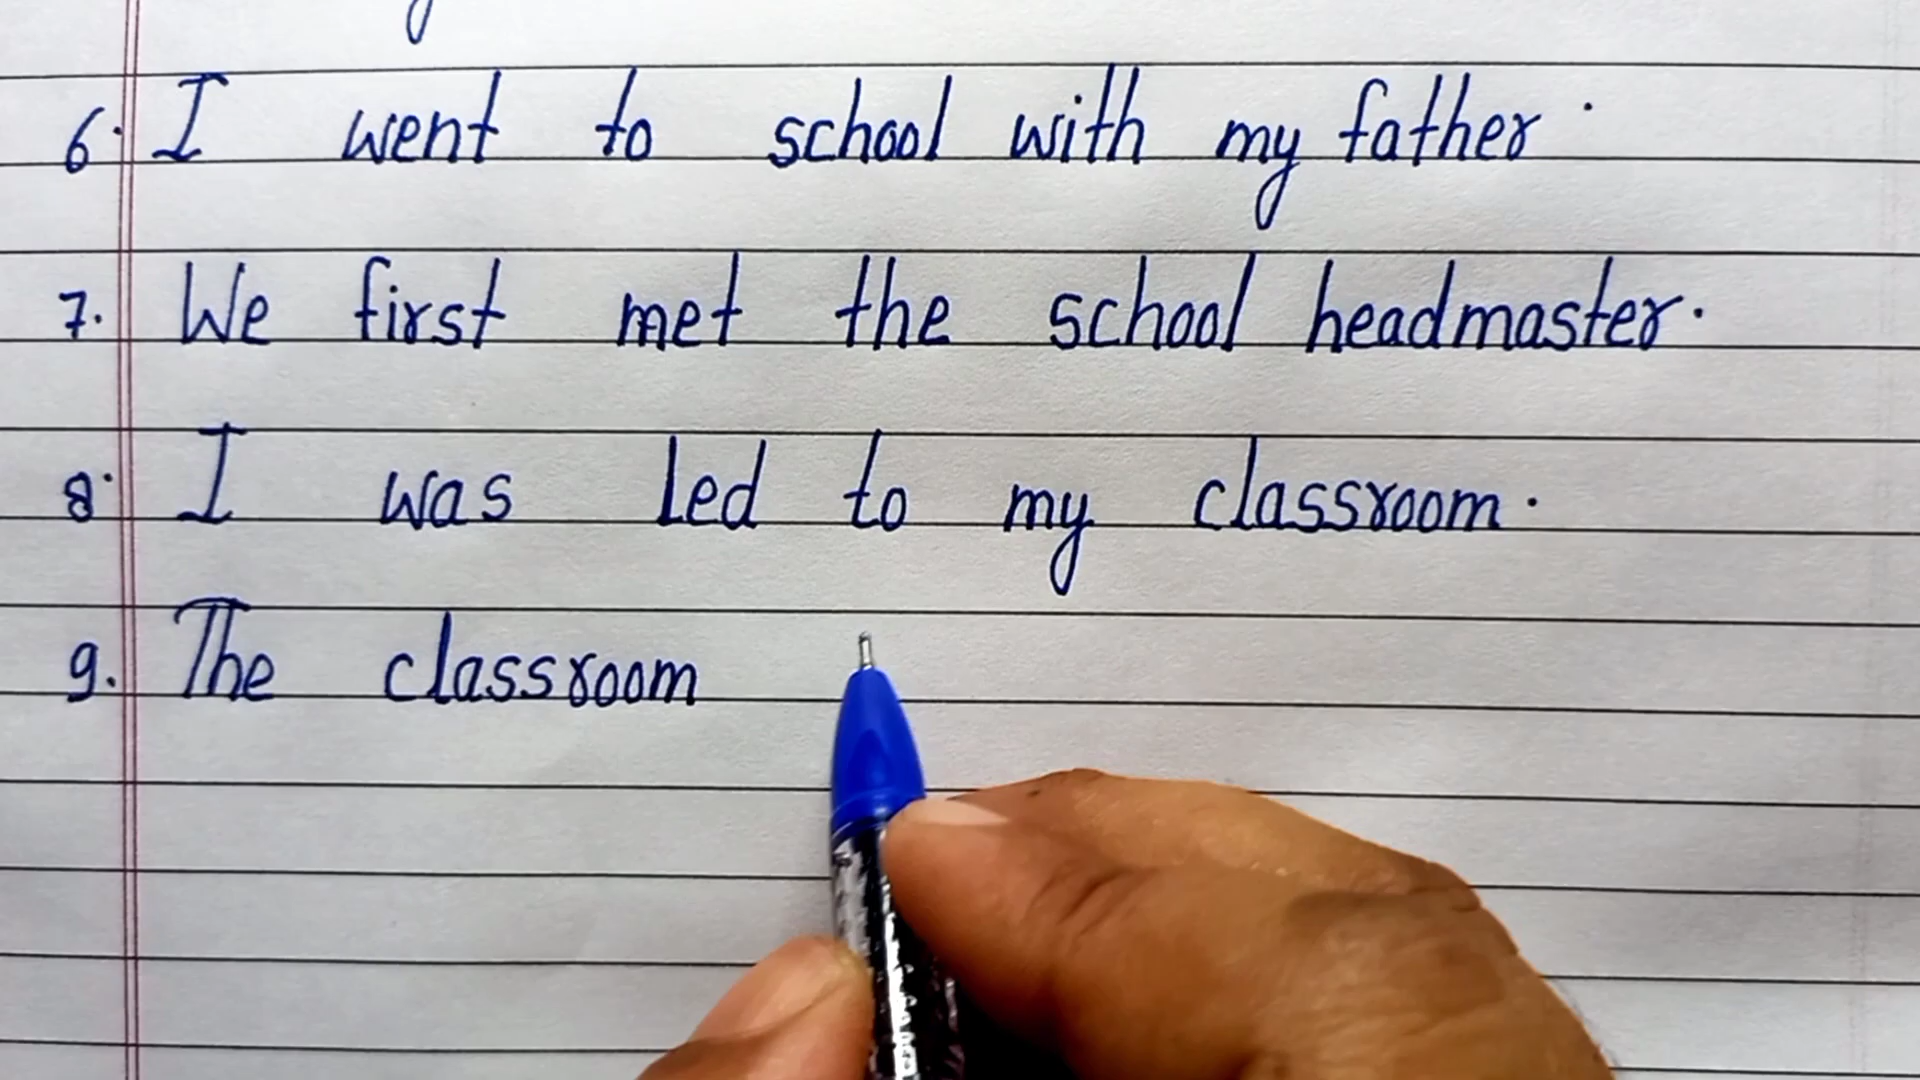 6. I went to school with my father.
7. We first met the school headmaster.
8. I was led to my classroom.
9. The classroom